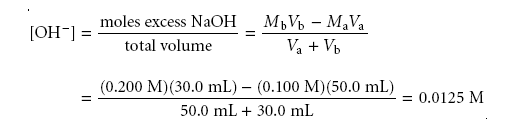 [OH⁻] = moles excess NaOH / total volume = M_bV_b − M_aV_a / V_a + V_b
= (0.200 M)(30.0 mL) − (0.100 M)(50.0 mL) / 50.0 mL + 30.0 mL = 0.0125 M